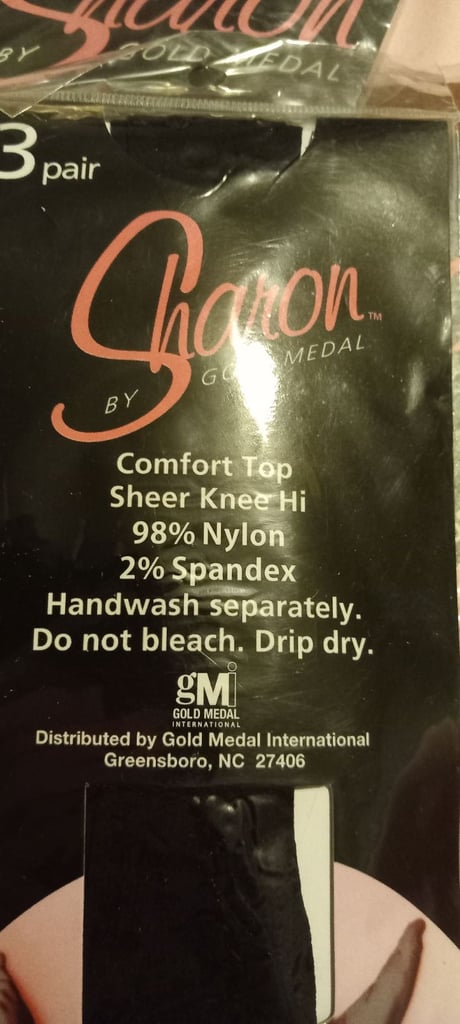 Sharon
BY GOLD MEDAL
3 pair
Sharon™
BY GOLD MEDAL
Comfort Top
Sheer Knee Hi
98% Nylon
2% Spandex
Handwash separately.
Do not bleach. Drip dry.
gMi
GOLD MEDAL
INTERNATIONAL
Distributed by Gold Medal International
Greensboro, NC 27406